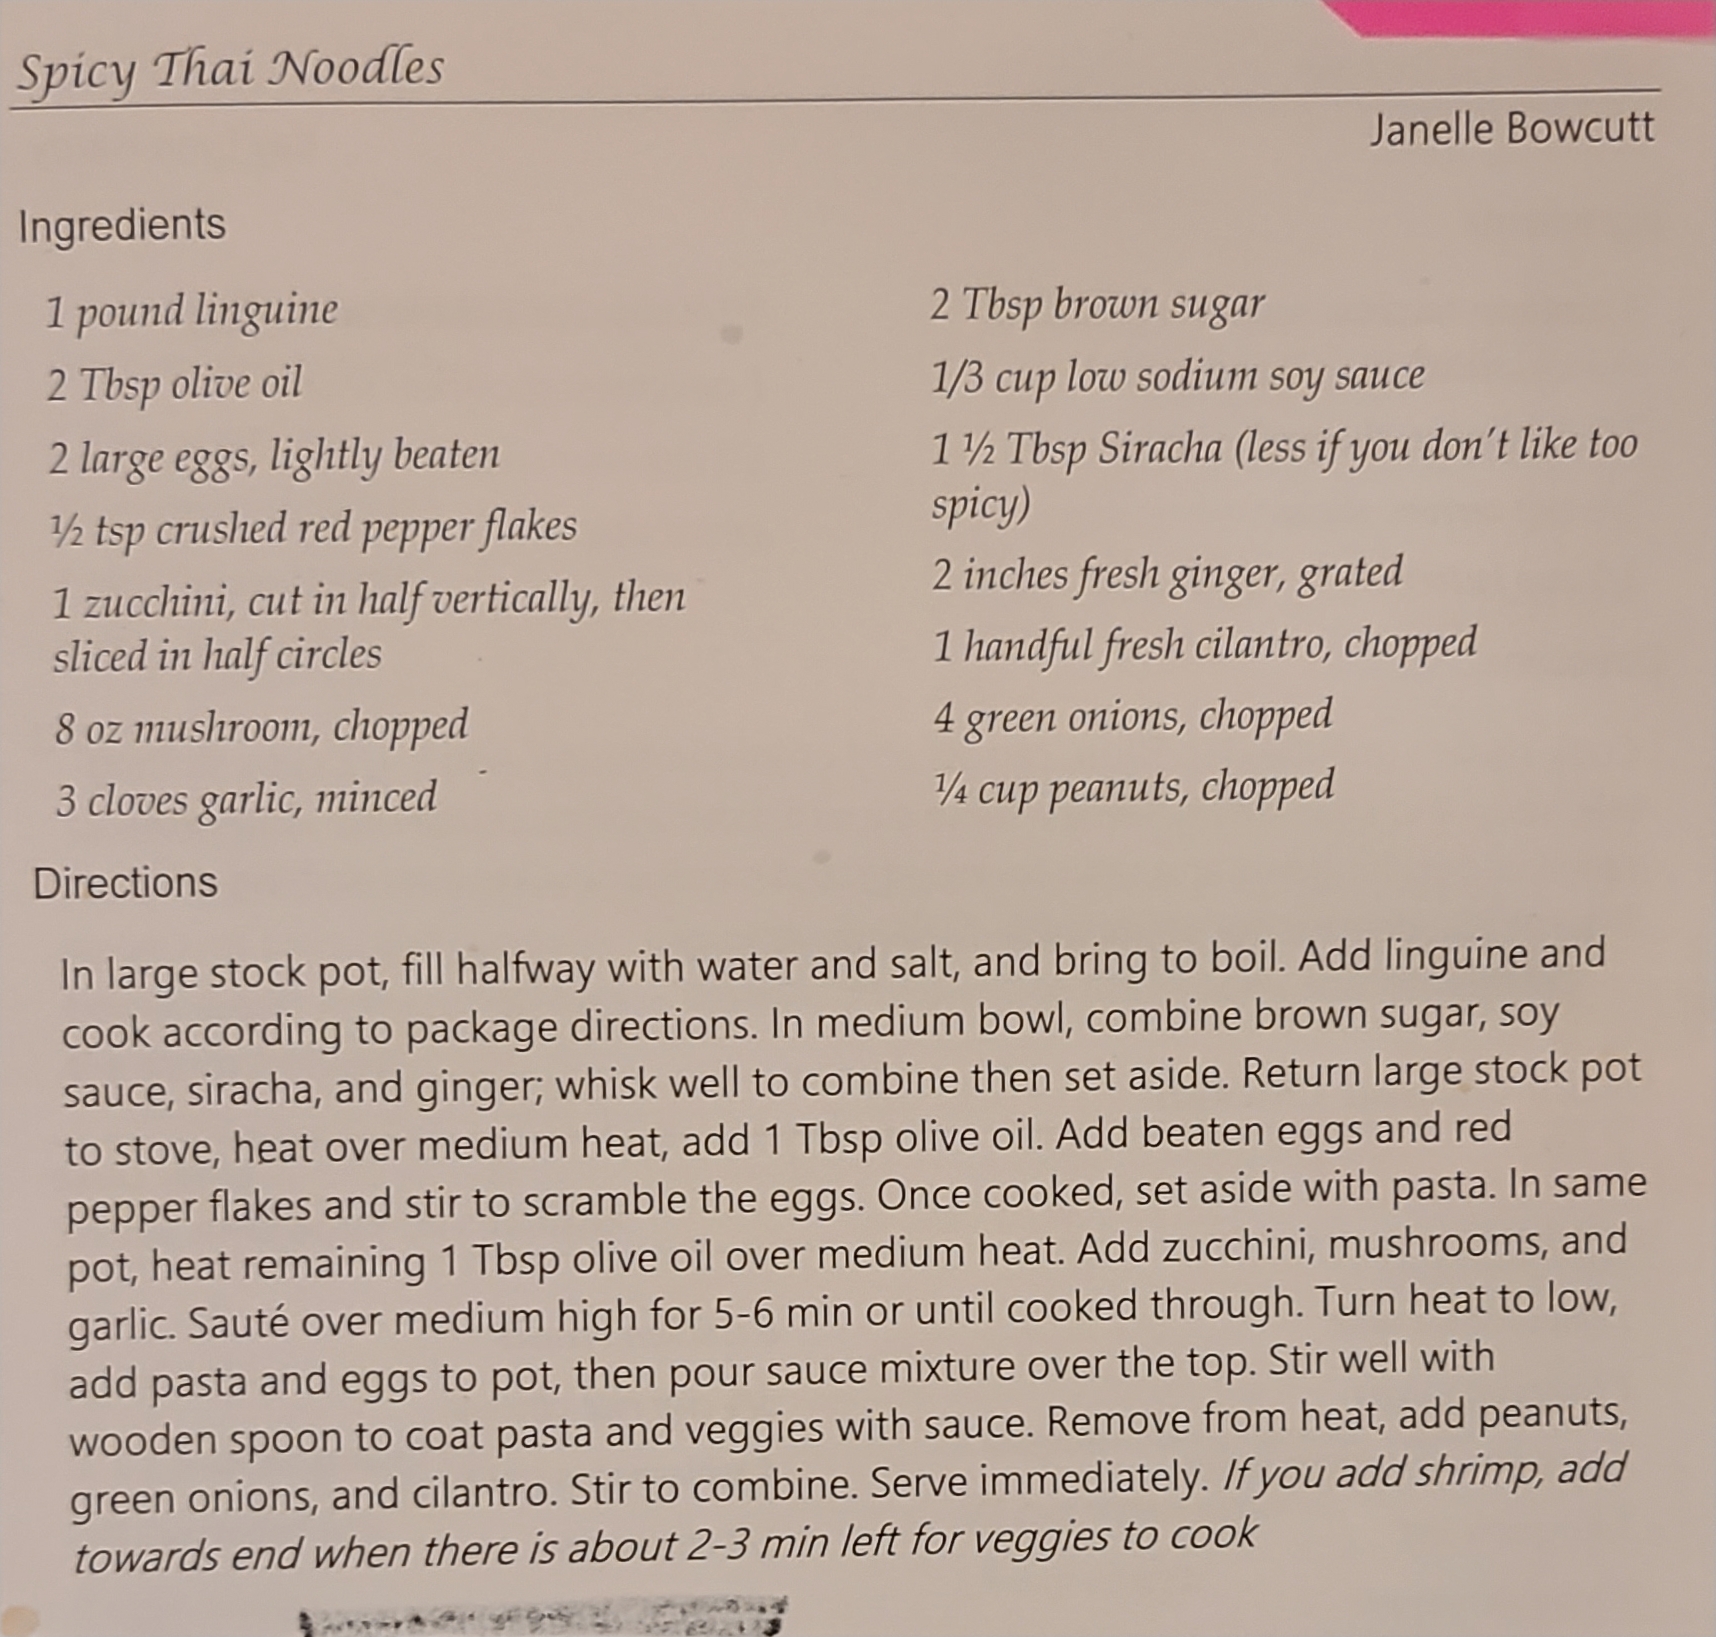 Spicy Thai Noodles
Janelle Bowcutt
Ingredients
1 pound linguine
2 Tbsp olive oil
2 large eggs, lightly beaten
½ tsp crushed red pepper flakes
1 zucchini, cut in half vertically, then
sliced in half circles
8 oz mushroom, chopped
3 cloves garlic, minced
2 Tbsp brown sugar
1/3 cup low sodium soy sauce
1 ½ Tbsp Siracha (less if you don't like too
spicy)
2 inches fresh ginger, grated
1 handful fresh cilantro, chopped
4 green onions, chopped
¼ cup peanuts, chopped
Directions
In large stock pot, fill halfway with water and salt, and bring to boil. Add linguine and
cook according to package directions. In medium bowl, combine brown sugar, soy
sauce, siracha, and ginger; whisk well to combine then set aside. Return large stock pot
to stove, heat over medium heat, add 1 Tbsp olive oil. Add beaten eggs and red
pepper flakes and stir to scramble the eggs. Once cooked, set aside with pasta. In same
pot, heat remaining 1 Tbsp olive oil over medium heat. Add zucchini, mushrooms, and
garlic. Sauté over medium high for 5-6 min or until cooked through. Turn heat to low,
add pasta and eggs to pot, then pour sauce mixture over the top. Stir well with
wooden spoon to coat pasta and veggies with sauce. Remove from heat, add peanuts,
green onions, and cilantro. Stir to combine. Serve immediately. If you add shrimp, add
towards end when there is about 2-3 min left for veggies to cook